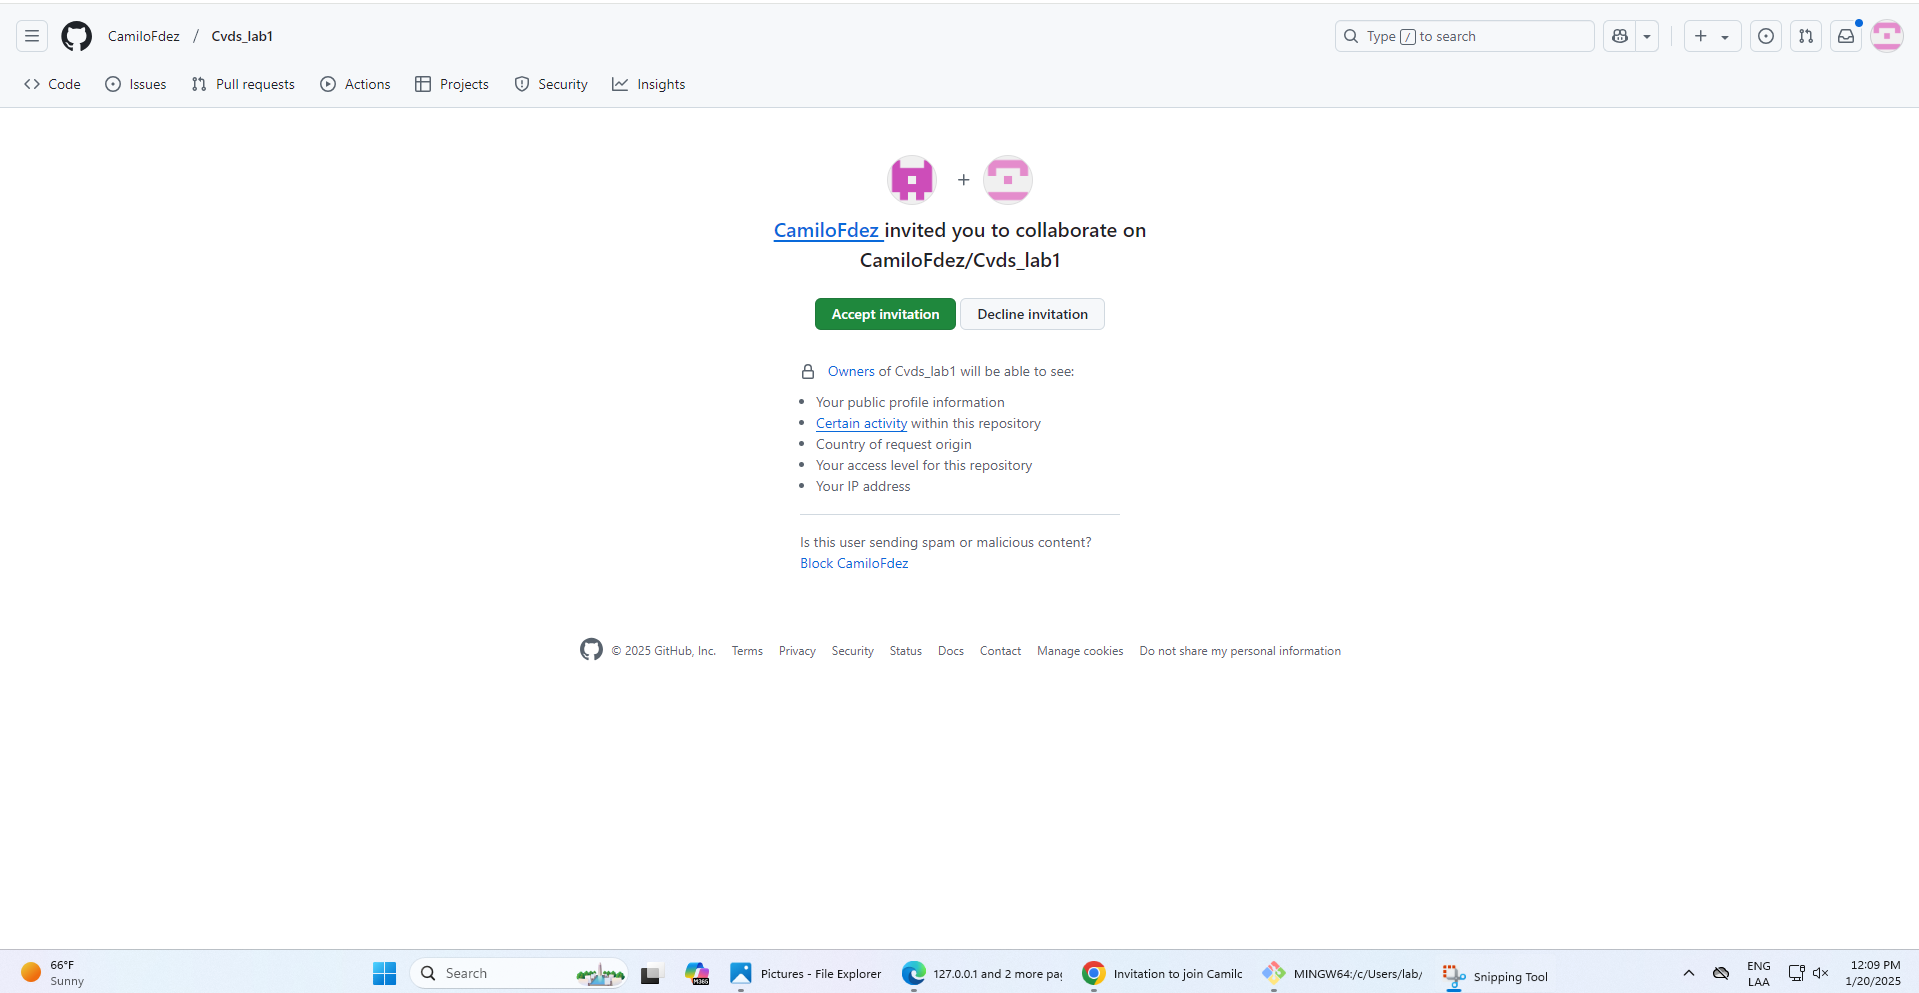 CamiloFdez / Cvds_lab1
Type / to search
Code Issues Pull requests Actions Projects Security Insights
CamiloFdez invited you to collaborate on
CamiloFdez/Cvds_lab1
Accept invitation Decline invitation
Owners of Cvds_lab1 will be able to see:
Your public profile information
Certain activity within this repository
Country of request origin
Your access level for this repository
Your IP address
Is this user sending spam or malicious content?
Block CamiloFdez
© 2025 GitHub, Inc. Terms Privacy Security Status Docs Contact Manage cookies Do not share my personal information
66°F
Sunny
Search
M365
Pictures - File Explorer
127.0.0.1 and 2 more pa
Invitation to join Camilo
MINGW64:/c/Users/lab/
Snipping Tool
ENG
LAA
12:09 PM
1/20/2025